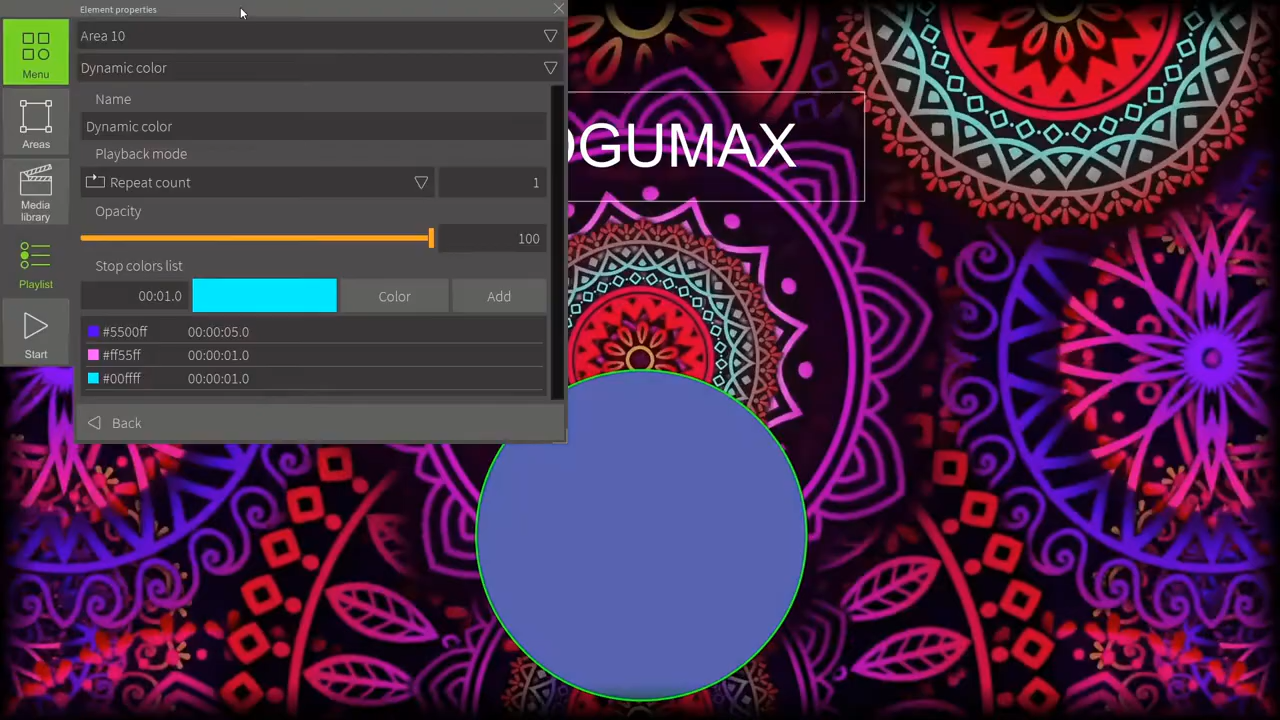 Element properties
Menu
Areas
Media
library
Playlist
Start
Area 10
Dynamic color
Name
Dynamic color
Playback mode
Repeat count 1
Opacity
100
Stop colors list
00:01.0 Color Add
#5500ff 00:00:05.0
#ff55ff 00:00:01.0
#00ffff 00:00:01.0
Back
OGUMAX